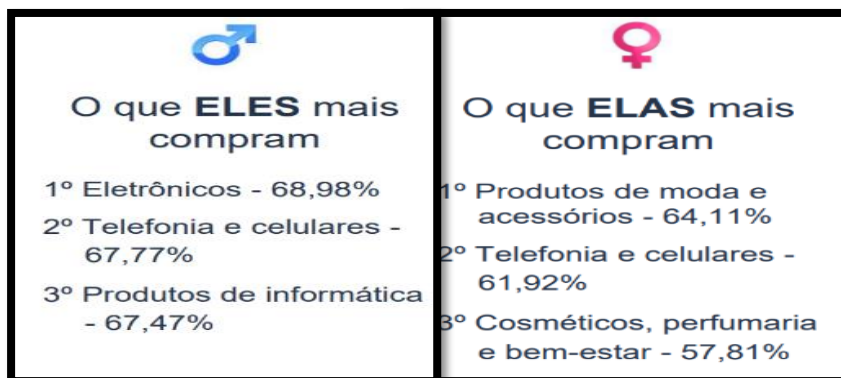 O que ELES mais
compram
1º Eletrônicos - 68,98%
2º Telefonia e celulares -
67,77%
3º Produtos de informática
- 67,47%
O que ELAS mais
compram
1º Produtos de moda e
acessórios - 64,11%
2º Telefonia e celulares -
61,92%
3º Cosméticos, perfumaria
e bem-estar - 57,81%